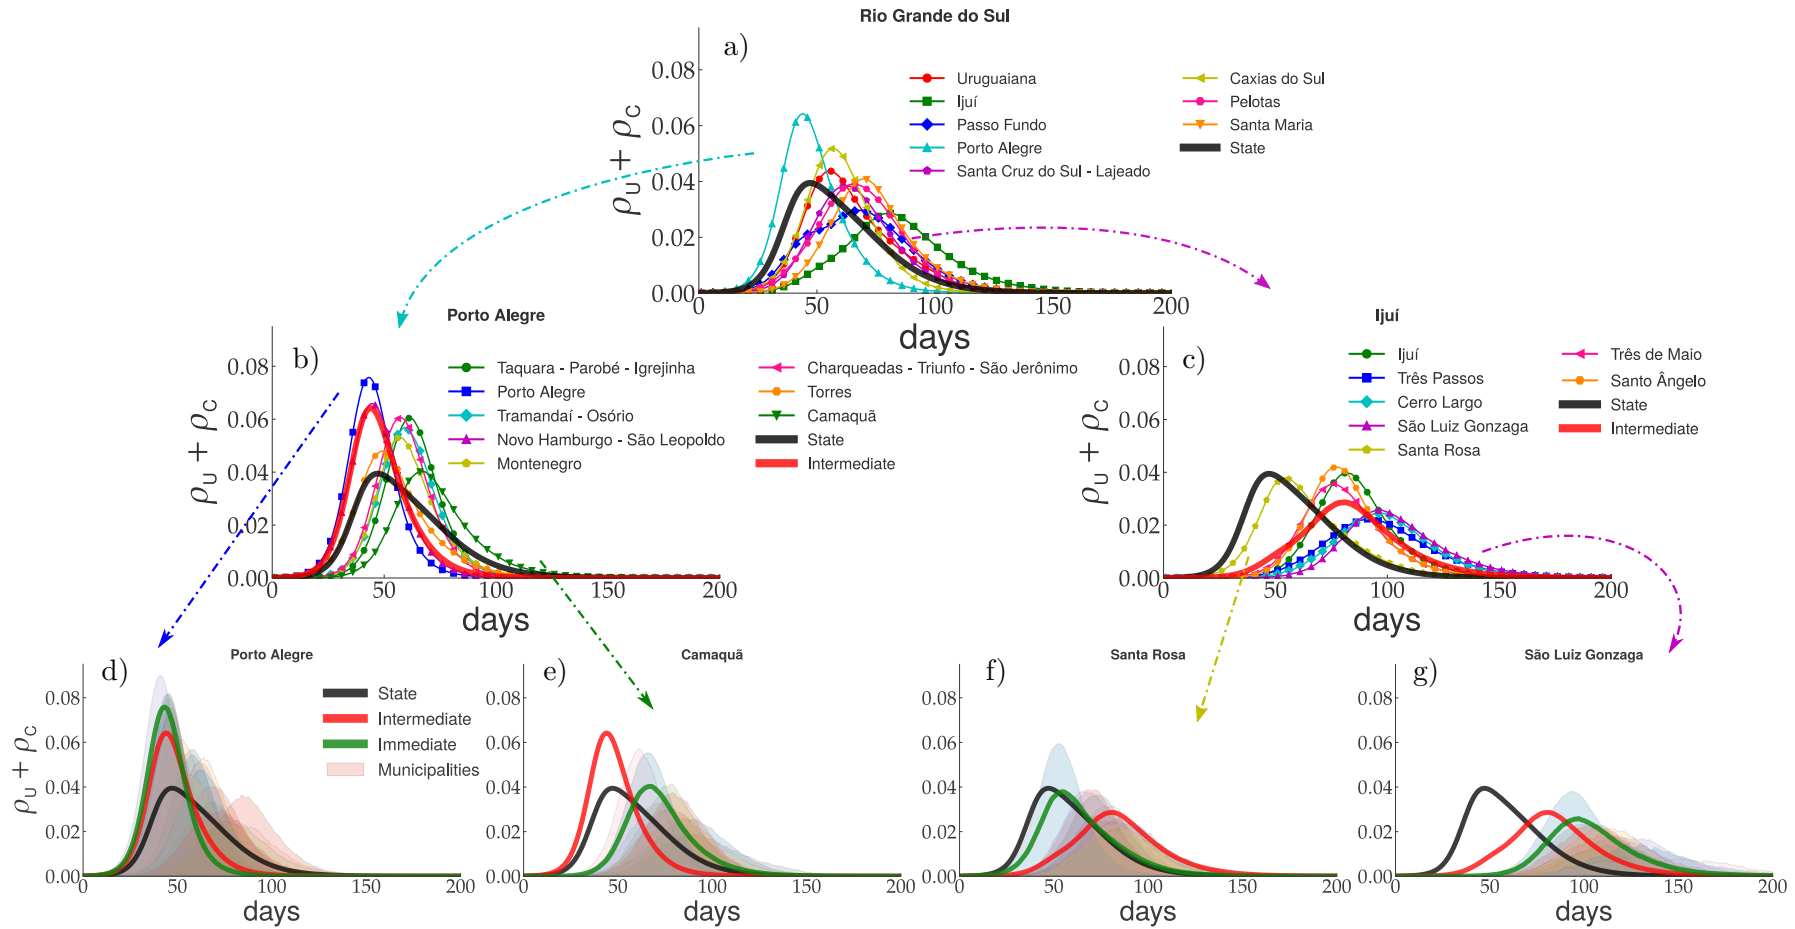 Rio Grande do Sul
a)
ρU + ρC
0.08
0.06
0.04
0.02
0.00
0 50 100 150 200
days
Uruguaiana
Ijuí
Passo Fundo
Porto Alegre
Santa Cruz do Sul - Lajeado
Caxias do Sul
Pelotas
Santa Maria
State
Porto Alegre
b)
ρU + ρC
0.08
0.06
0.04
0.02
0.00
0 50 100 150 200
days
Taquara - Parobé - Igrejinha
Porto Alegre
Tramandaí - Osório
Novo Hamburgo - São Leopoldo
Montenegro
Charqueadas - Triunfo - São Jerônimo
Torres
Camaquã
State
Intermediate
Ijuí
c)
ρU + ρC
0.08
0.06
0.04
0.02
0.00
0 50 100 150 200
days
Ijuí
Três Passos
Cerro Largo
São Luiz Gonzaga
Santa Rosa
Três de Maio
Santo Ângelo
State
Intermediate
Porto Alegre
d)
ρU + ρC
0.08
0.06
0.04
0.02
0.00
0 50 100 150 200
days
State
Intermediate
Immediate
Municipalities
Camaquã
e)
0.08
0.06
0.04
0.02
0.00
0 50 100 150 200
days
Santa Rosa
f)
0.08
0.06
0.04
0.02
0.00
0 50 100 150 200
days
São Luiz Gonzaga
g)
0.08
0.06
0.04
0.02
0.00
0 50 100 150 200
days